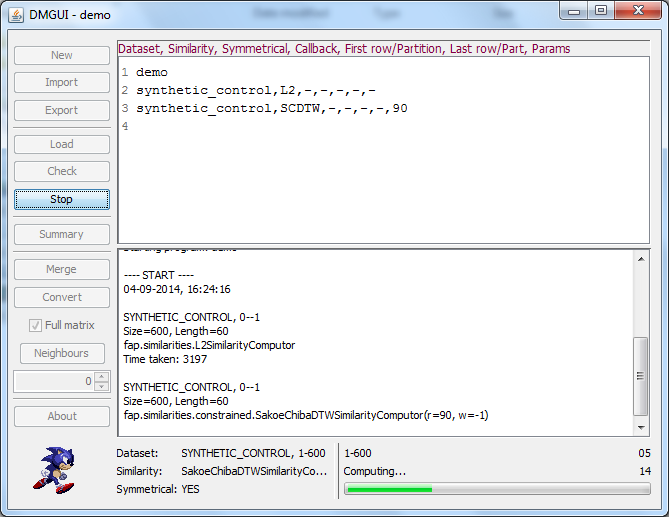 DMGUI - demo
New
Import
Export
Load
Check
Stop
Summary
Merge
Convert
Full matrix
Neighbours
0
About
Dataset, Similarity, Symmetrical, Callback, First row/Partition, Last row/Part, Params
1 demo
2 synthetic_control,L2,-,-,-,-,-
3 synthetic_control,SCDTW,-,-,-,-,90
4
---- START ----
04-09-2014, 16:24:16
SYNTHETIC_CONTROL, 0--1
Size=600, Length=60
fap.similarities.L2SimilarityComputor
Time taken: 3197
SYNTHETIC_CONTROL, 0--1
Size=600, Length=60
fap.similarities.constrained.SakoeChibaDTWSimilarityComputor(r=90, w=-1)
Dataset: SYNTHETIC_CONTROL, 1-600
Similarity: SakoeChibaDTWSimilarityCo...
Symmetrical: YES
1-600 05
Computing... 14